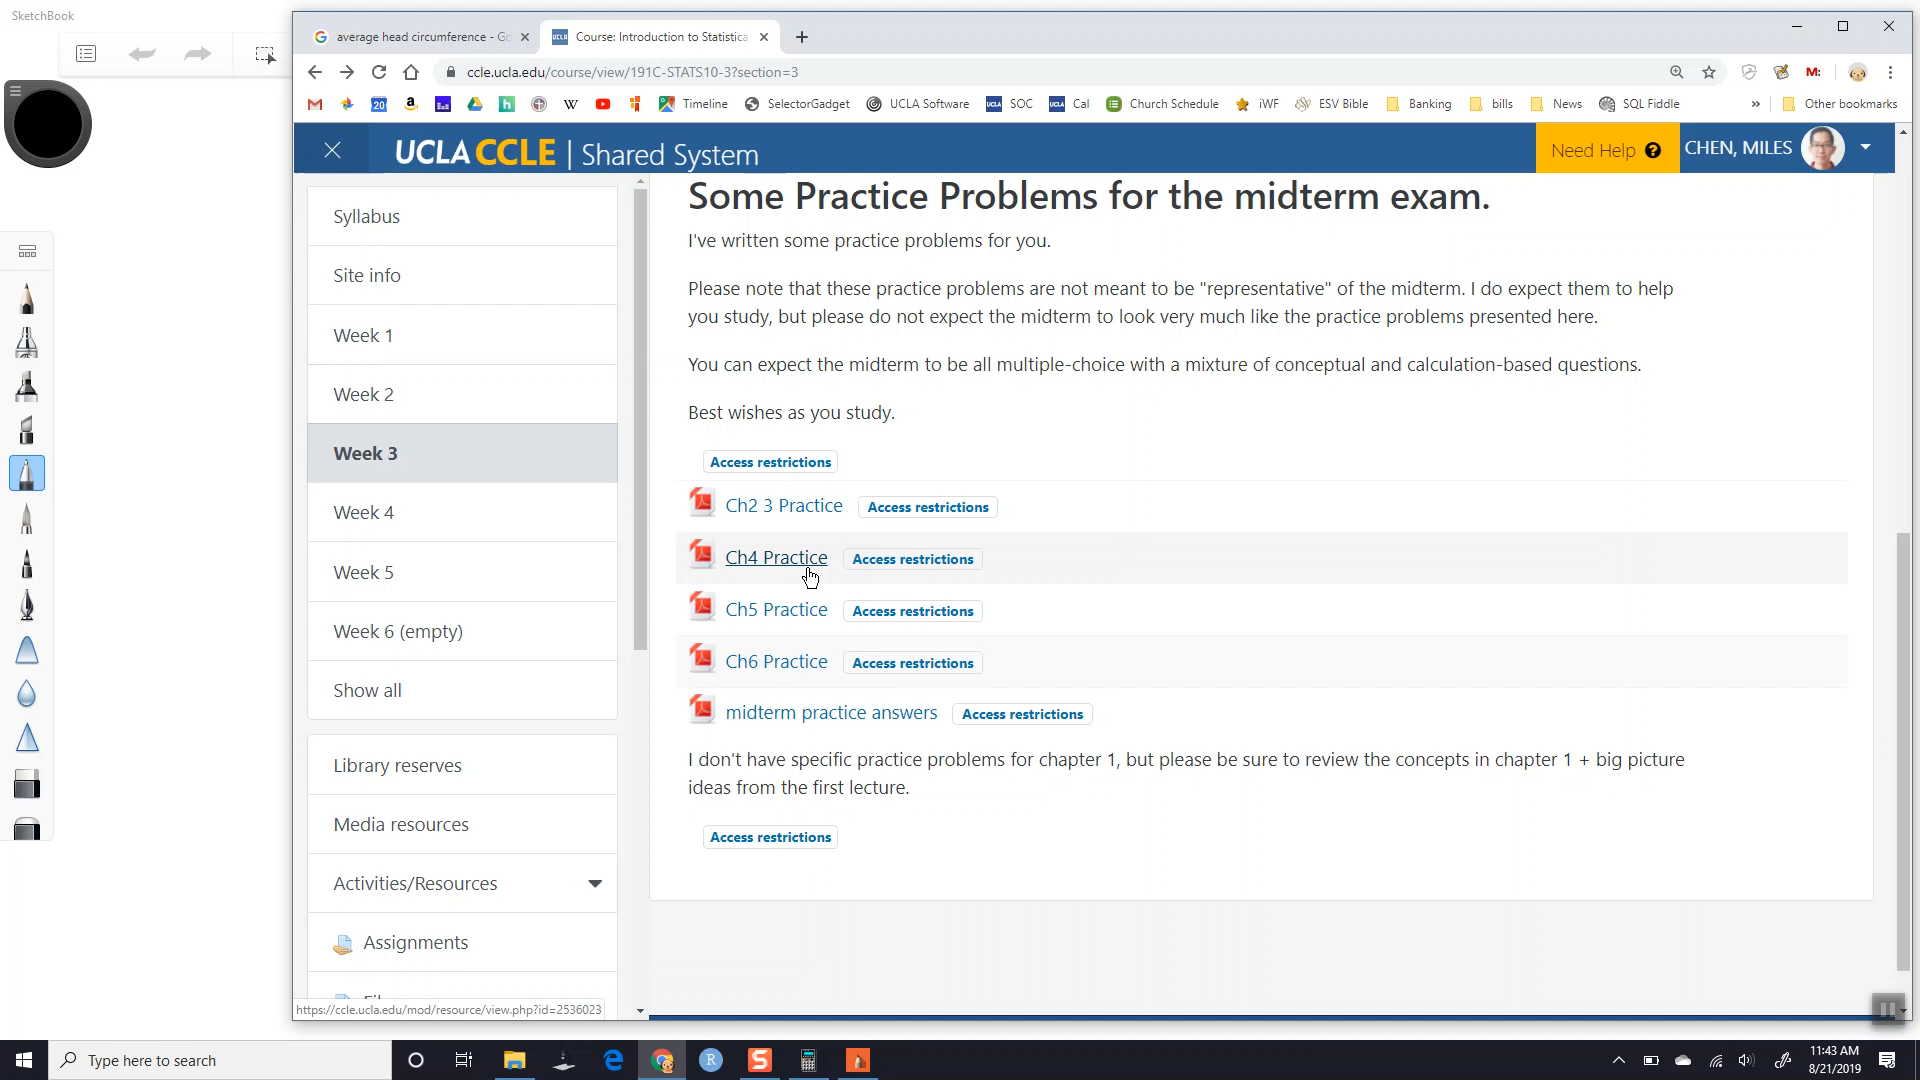 SketchBook
average head circumference - Go
Course: Introduction to Statistica
ccle.ucla.edu/course/view/191C-STATS10-3?section=3
M:
20
Timeline
SelectorGadget
UCLA Software
SOC
Cal
Church Schedule
iWF
ESV Bible
Banking
bills
News
SQL Fiddle
»
Other bookmarks
UCLA CCLE | Shared System
Need Help ?
CHEN, MILES
Syllabus
Site info
Week 1
Week 2
Week 3
Week 4
Week 5
Week 6 (empty)
Show all
Library reserves
Media resources
Activities/Resources
Assignments
https://ccle.ucla.edu/mod/resource/view.php?id=2536023
Some Practice Problems for the midterm exam.
I've written some practice problems for you.
Please note that these practice problems are not meant to be "representative" of the midterm. I do expect them to help
you study, but please do not expect the midterm to look very much like the practice problems presented here.
You can expect the midterm to be all multiple-choice with a mixture of conceptual and calculation-based questions.
Best wishes as you study.
Access restrictions
Ch2 3 Practice Access restrictions
Ch4 Practice Access restrictions
Ch5 Practice Access restrictions
Ch6 Practice Access restrictions
midterm practice answers Access restrictions
I don't have specific practice problems for chapter 1, but please be sure to review the concepts in chapter 1 + big picture
ideas from the first lecture.
Access restrictions
Type here to search
11:43 AM
8/21/2019